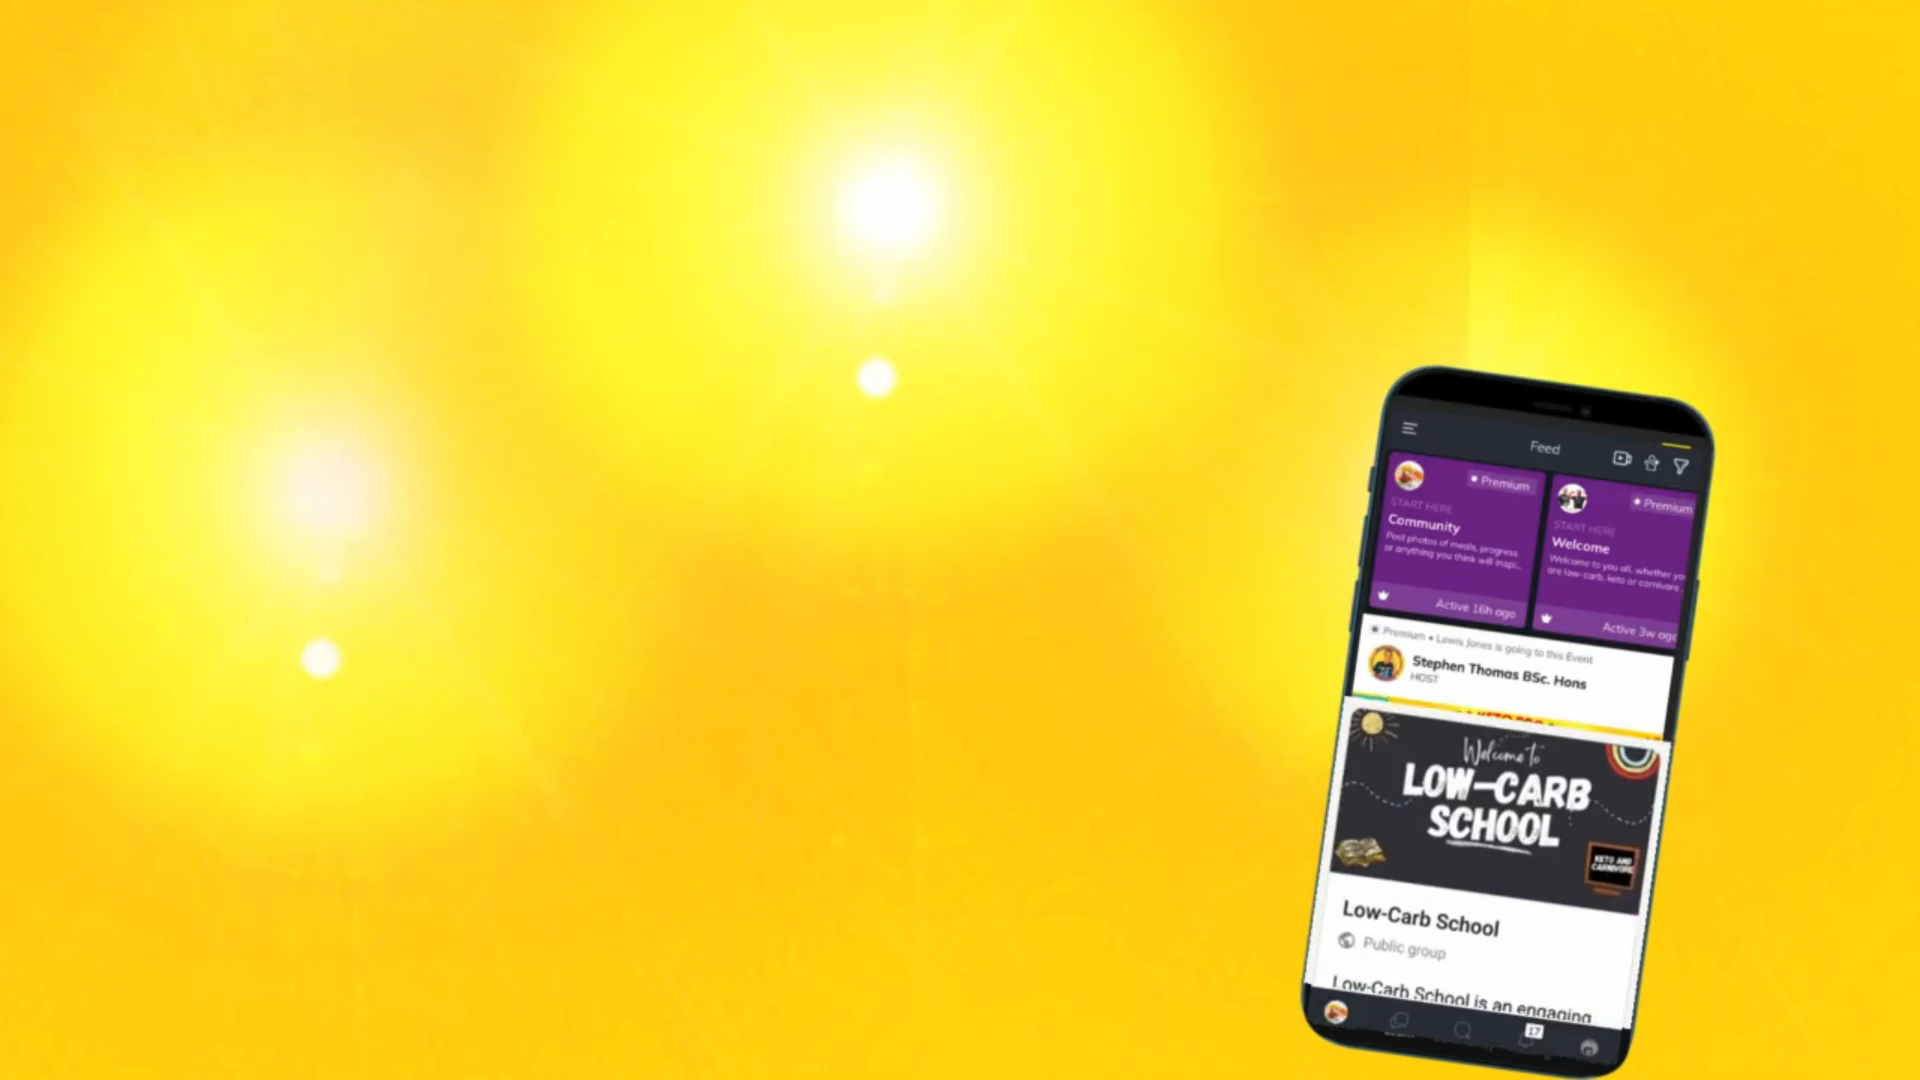 Feed
Premium
START HERE
Community
Post photos of meals, progress
or anything you think will inspi...
Active 16h ago
Premium
START HERE
Welcome
Welcome to you all, whether yo
are low-carb, keto or carnivore.
Active 3w ago
Premium • Lewis Jones is going to this Event
Stephen Thomas BSc. Hons
HOST
Welcome to
LOW-CARB
SCHOOL
KETO AND
CARNIVORE
Low-Carb School
Public group
Low-Carb School is an engaging
17